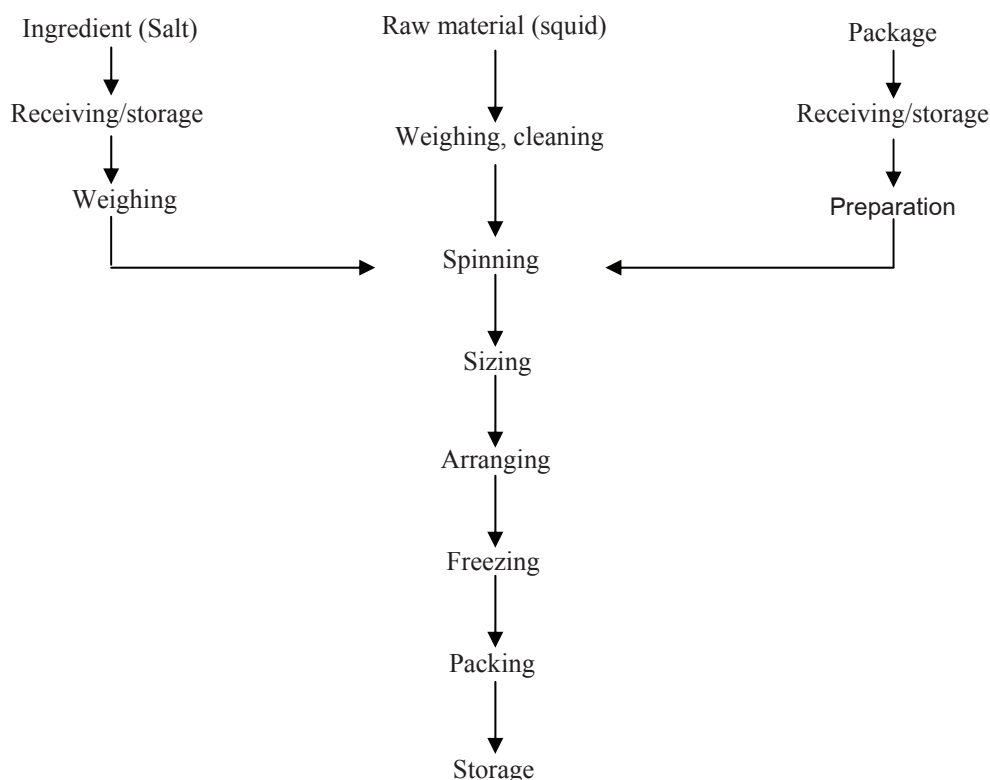 Ingredient (Salt)
Raw material (squid)
Package
Receiving/storage
Weighing, cleaning
Receiving/storage
Weighing
Preparation
Spinning
Sizing
Arranging
Freezing
Packing
Storage